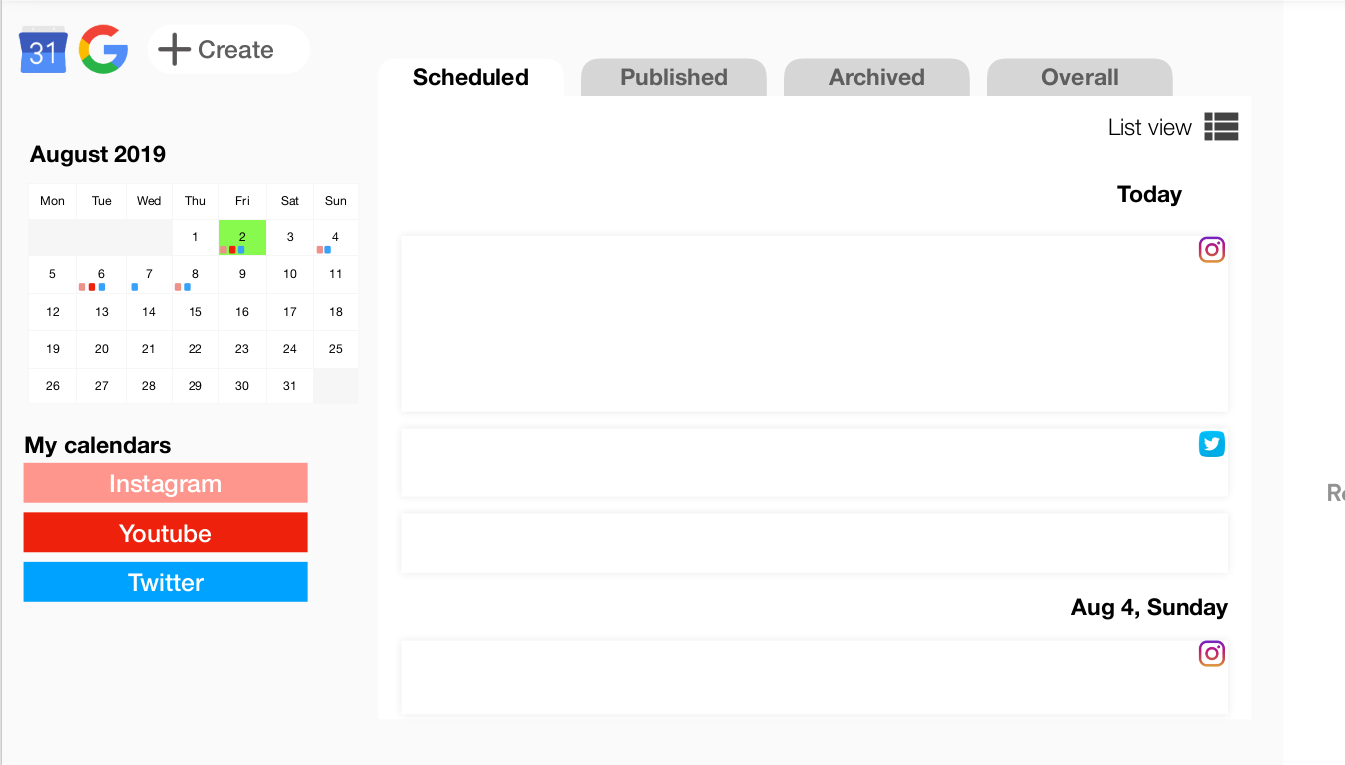 31 Create
Scheduled Published Archived Overall
List view
August 2019
Today
Mon Tue Wed Thu Fri Sat Sun
1 2 3 4
5 6 7 8 9 10 11
12 13 14 15 16 17 18
19 20 21 22 23 24 25
26 27 28 29 30 31
My calendars
Instagram
Youtube
Twitter
Aug 4, Sunday